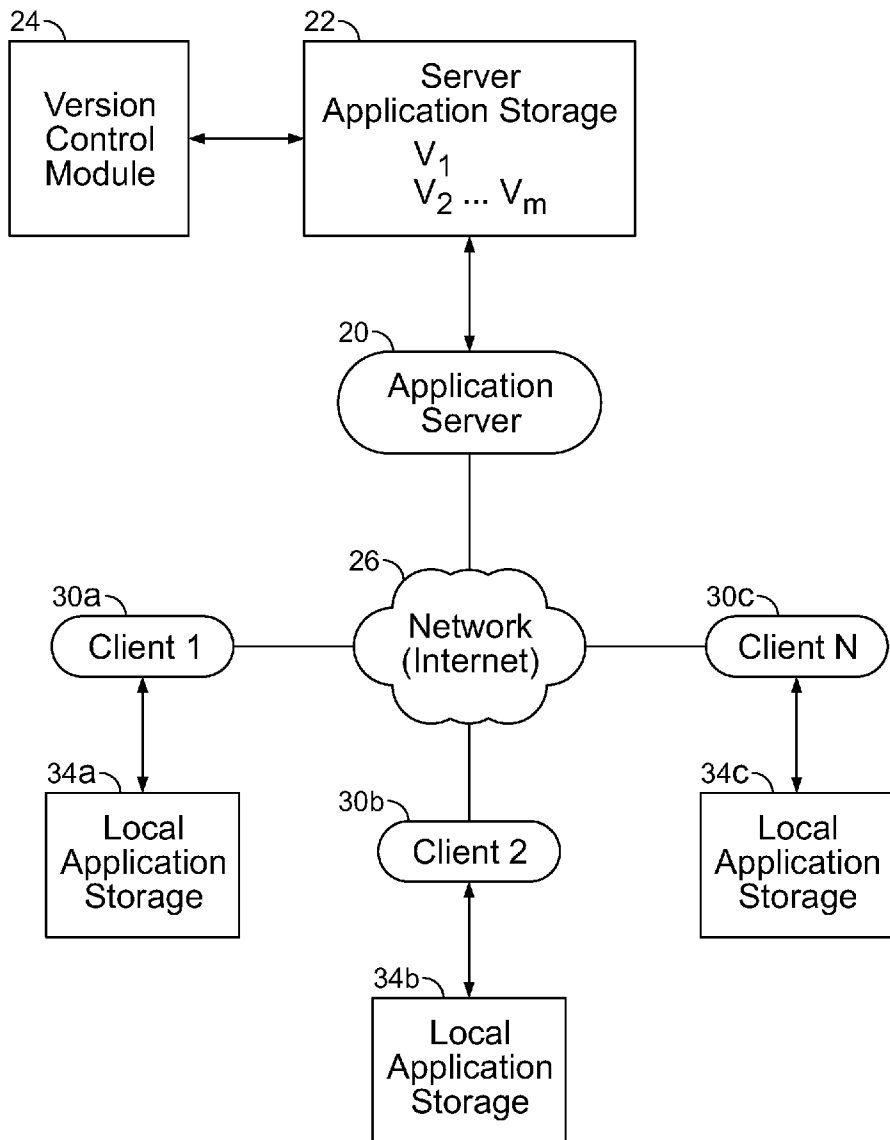 24
Version
Control
Module
22
Server
Application Storage
V1
V2 ... Vm
20
Application
Server
26
Network
(Internet)
30a
Client 1
30c
Client N
34a
Local
Application
Storage
30b
Client 2
34c
Local
Application
Storage
34b
Local
Application
Storage